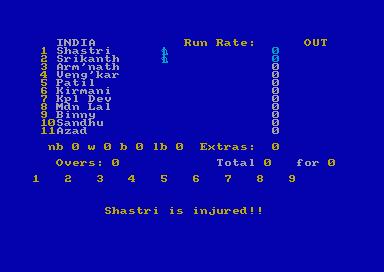 INDIA Run Rate: OUT
1 Shastri 0
2 Srikanth 0
3 Arm'nath 0
4 Veng'kar 0
5 Patil 0
6 Kirmani 0
7 Kpl Dev 0
8 Mdn Lal 0
9 Binny 0
10 Sandhu 0
11 Azad 0
nb 0 w 0 b 0 lb 0 Extras: 0
Overs: 0 Total 0 for 0
1 2 3 4 5 6 7 8 9
Shastri is injured!!